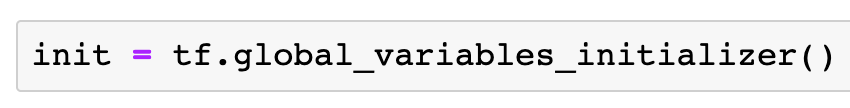 init = tf.global_variables_initializer()